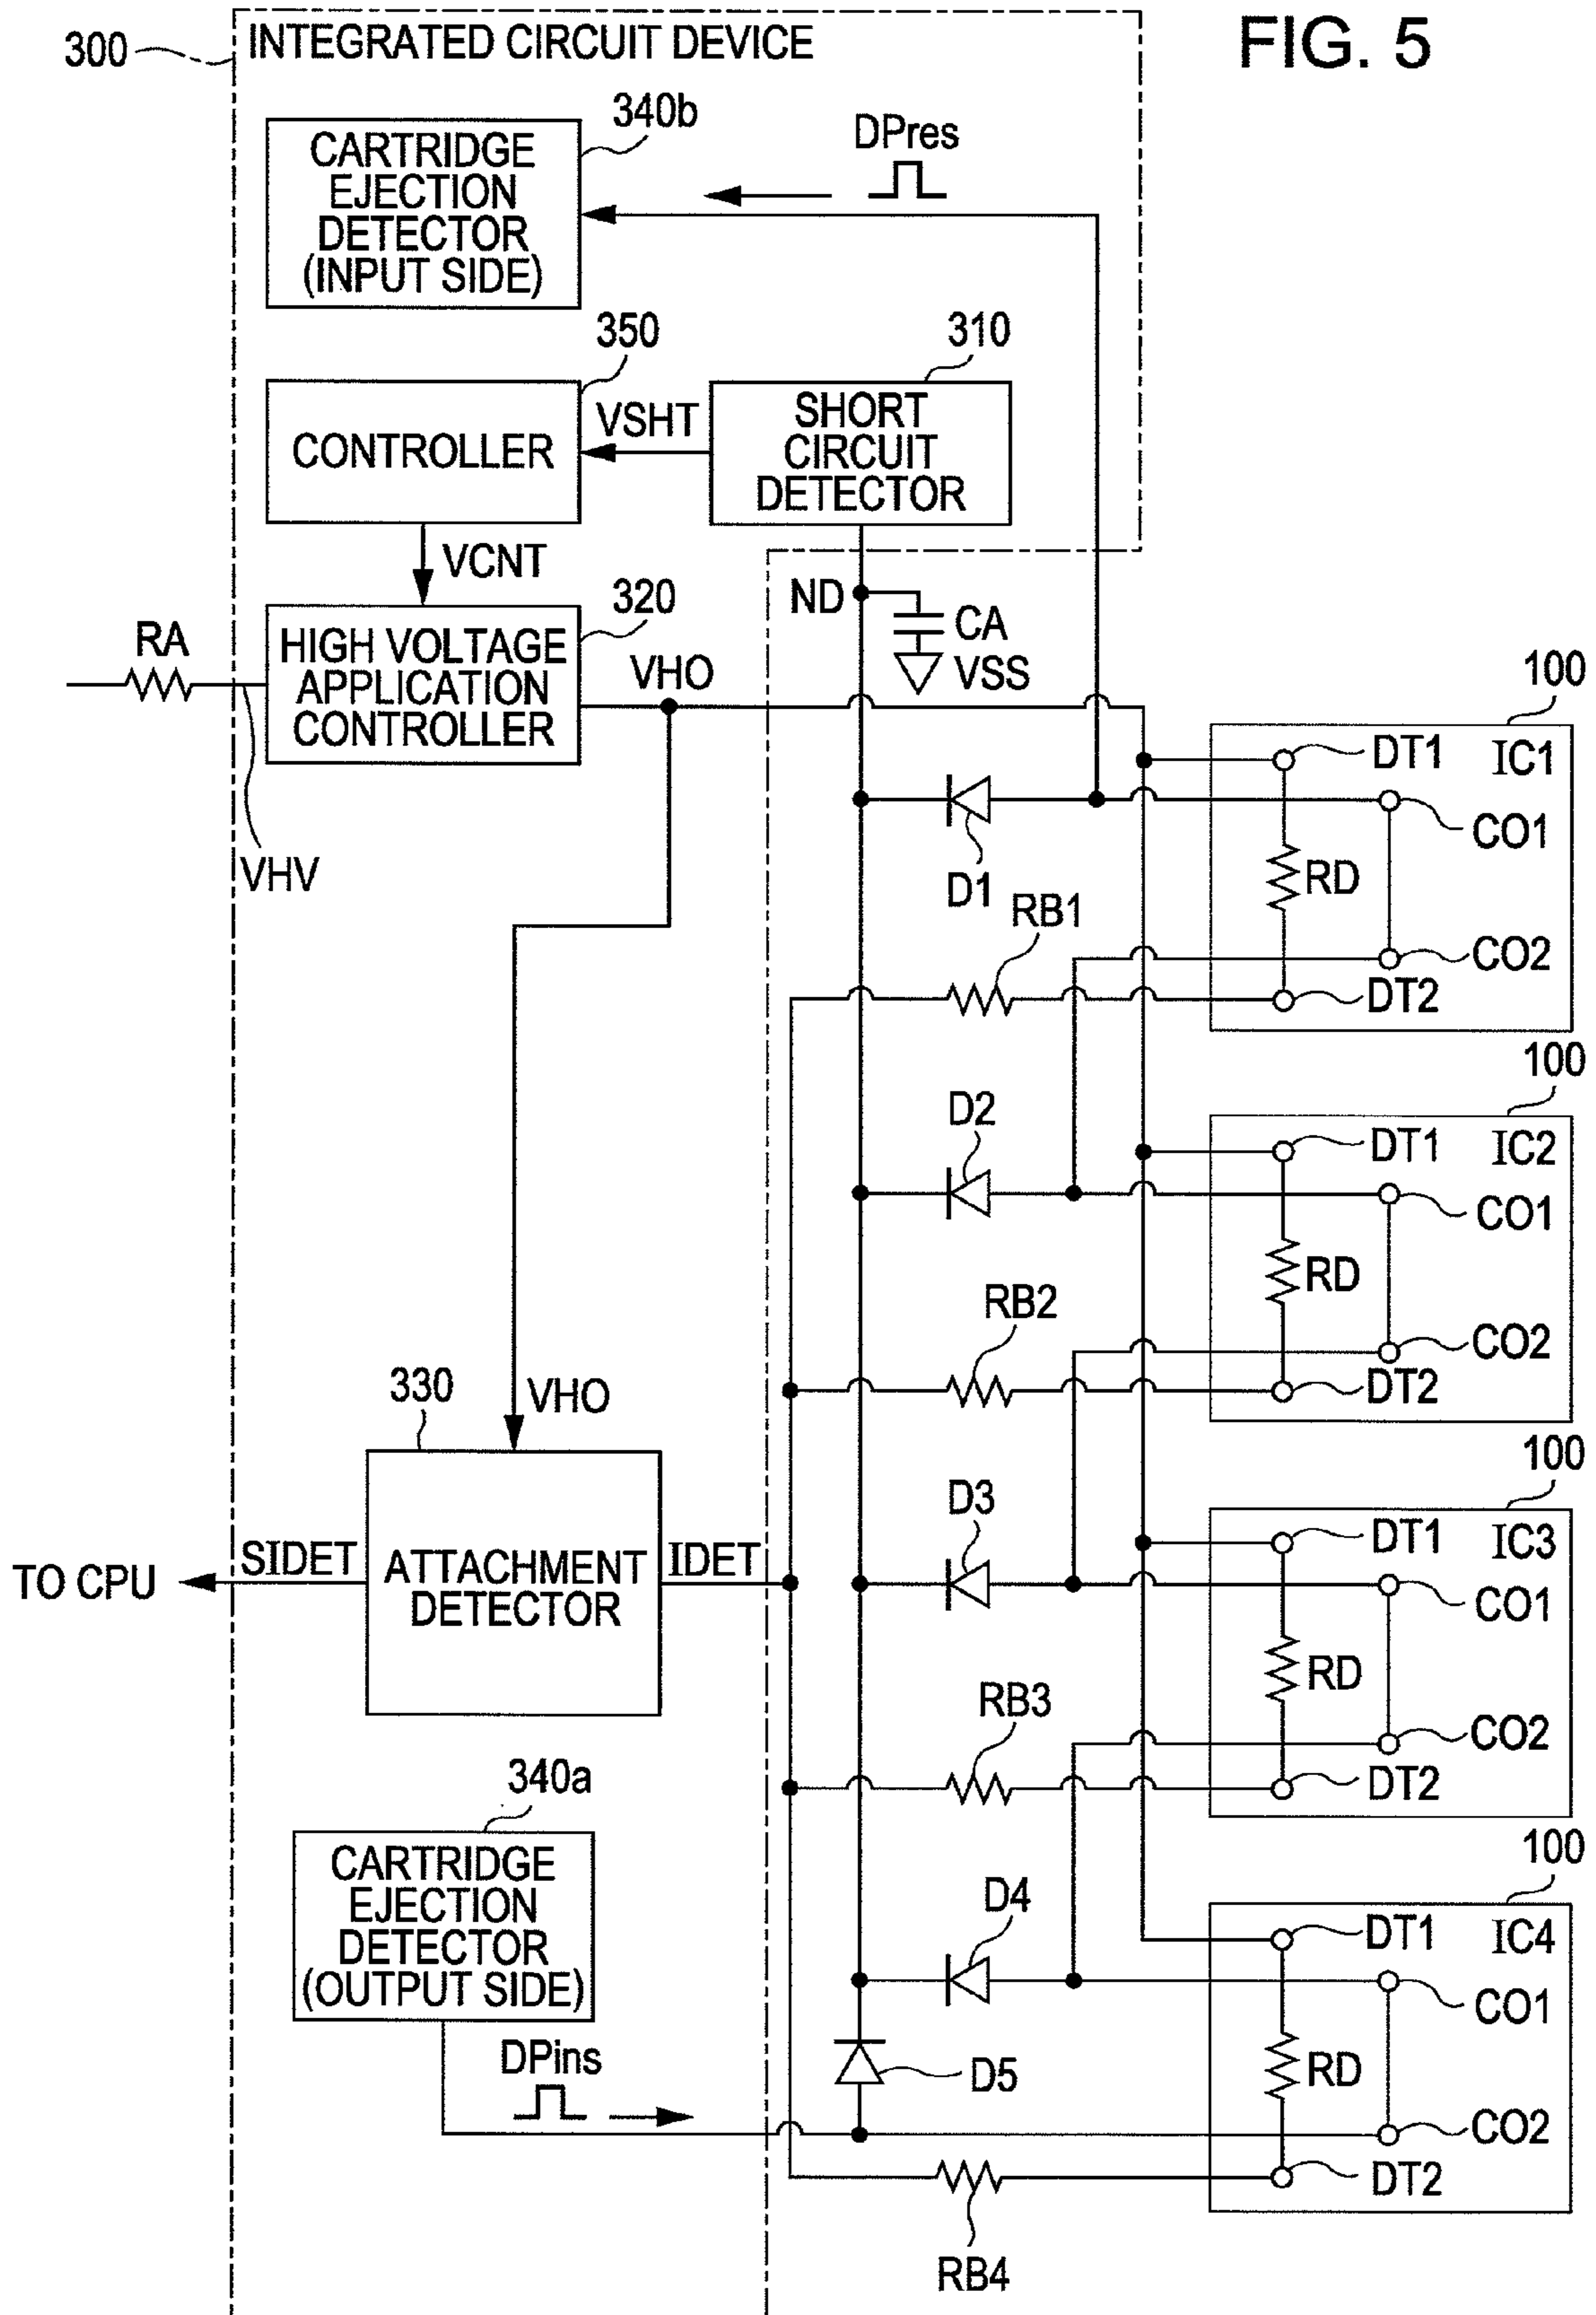 FIG. 5
300
INTEGRATED CIRCUIT DEVICE
340b
CARTRIDGE
EJECTION
DETECTOR
(INPUT SIDE)
DPres
350
CONTROLLER
VSHT
310
SHORT
CIRCUIT
DETECTOR
VCNT
ND
CA
VSS
RA
320
HIGH VOLTAGE
APPLICATION
CONTROLLER
VHO
VHV
100
IC1
DT1
CO1
RD
CO2
DT2
D1
RB1
100
IC2
DT1
CO1
RD
CO2
DT2
D2
RB2
330
VHO
ATTACHMENT
DETECTOR
SIDET
TO CPU
IDET
100
IC3
DT1
CO1
RD
CO2
DT2
D3
RB3
340a
CARTRIDGE
EJECTION
DETECTOR
(OUTPUT SIDE)
DPins
100
IC4
DT1
CO1
RD
CO2
DT2
D4
D5
RB4